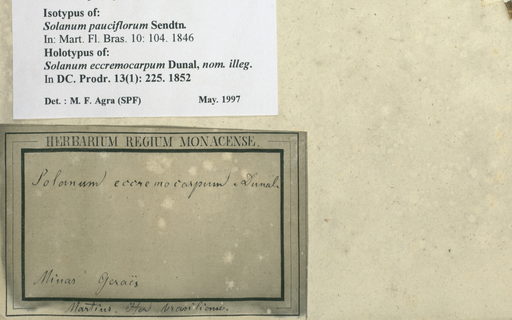 Isotypus of:
Solanum pauciflorum Sendtn.
In: Mart. Fl. Bras. 10: 104. 1846
Holotypus of:
Solanum eccremocarpum Dunal, nom. illeg.
In DC. Prodr. 13(1): 225. 1852
Det. : M. F. Agra (SPF) May. 1997
HERBARIUM REGIUM MONACENSE.
Solanum eccremocarpum Dunal.
Minas Geraës
Martius. Iter brasiliense.